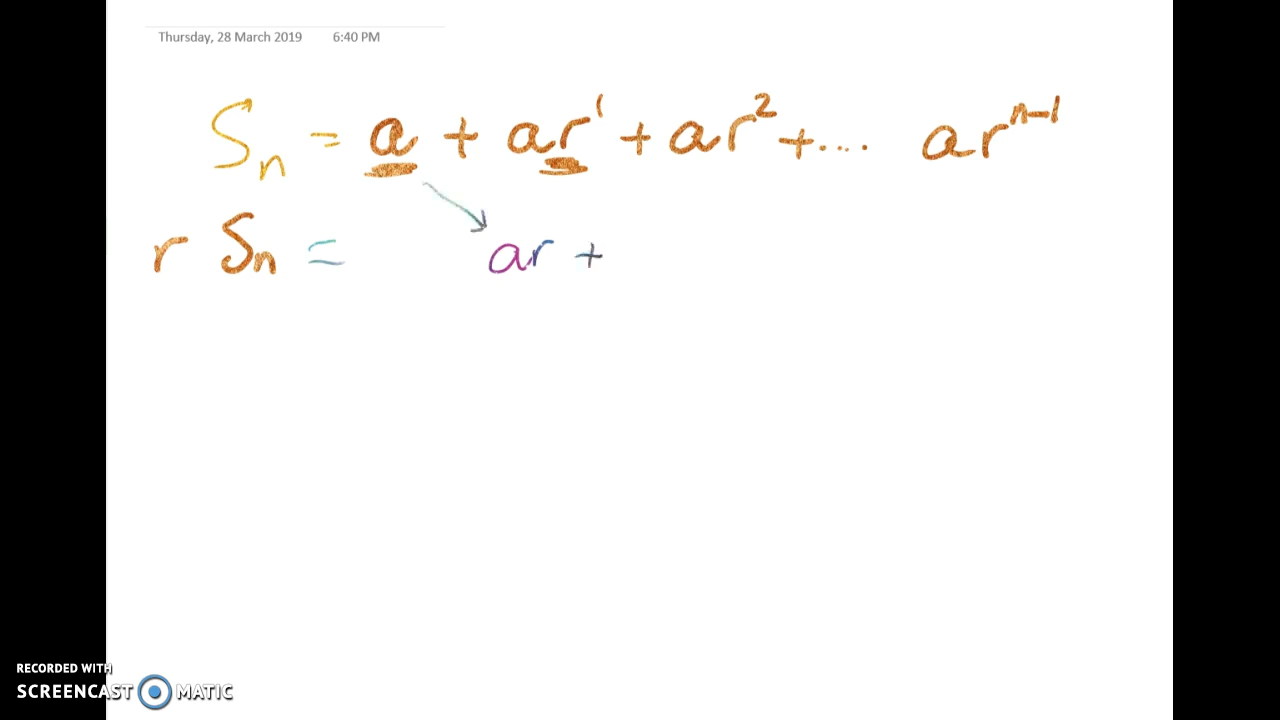 Thursday, 28 March 2019 6:40 PM
Sₙ = a + ar¹ + ar² + .... arⁿ⁻¹
r Sₙ = ar +
RECORDED WITH
SCREENCAST MATIC